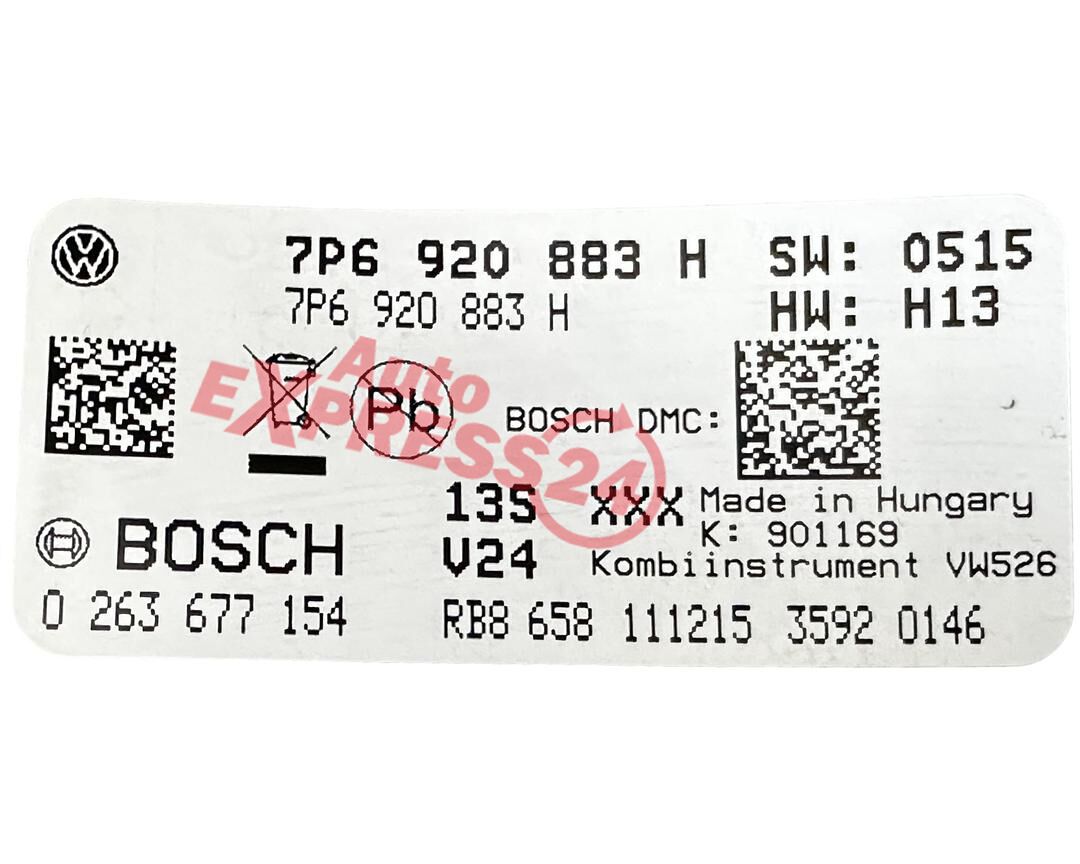 7P6 920 883 H SW: 0515
7P6 920 883 H HW: H13
Auto
EXPRESS24
Pb
BOSCH DMC:
13S XXX Made in Hungary
K: 901169
BOSCH V24 Kombiinstrument VW526
0 263 677 154 RB8 658 111215 3592 0146